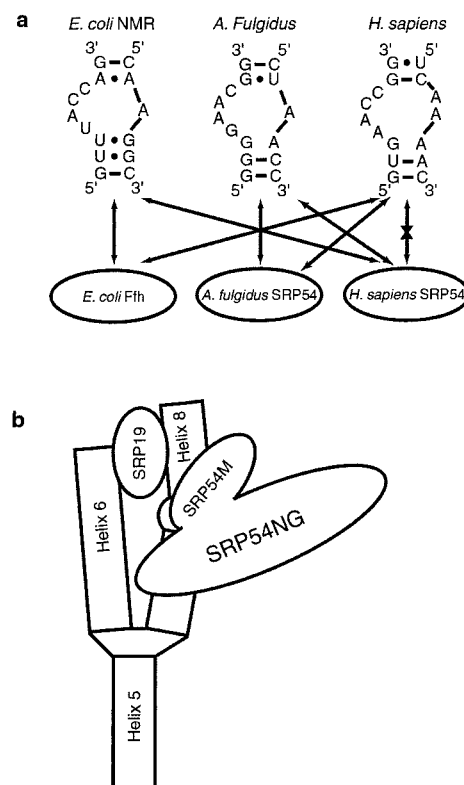 a
E. coli NMR
A. Fulgidus
H. sapiens
3' 5'
G – C
A • A
C
C
A
A
U
U • G
U • G
G – C
5' 3'
3' 5'
G – C
G • U
C
A
A
A
G
G A
G – C
G – C
5' 3'
3' 5'
G • U
G C
C A
C A
A
A
G A
U – A
G – C
5' 3'
E. coli Ffh
A. fulgidus SRP54
H. sapiens SRP54
b
SRP19
Helix 8
SRP54M
Helix 6
SRP54NG
Helix 5